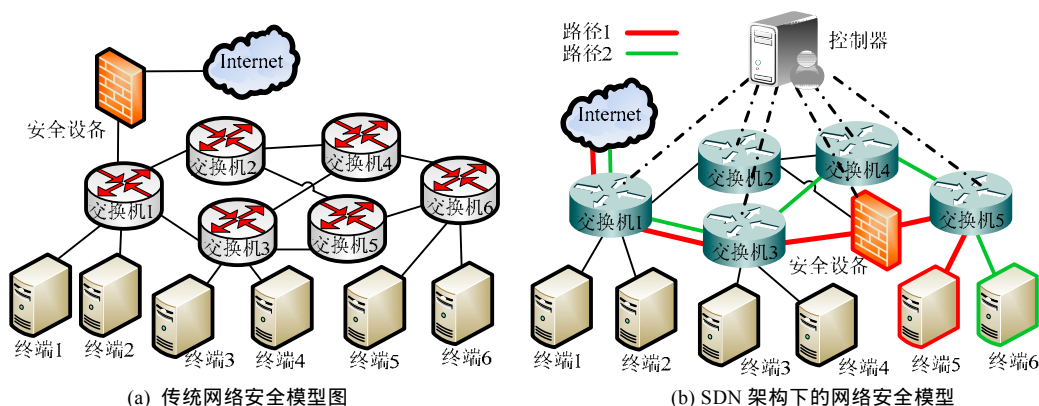 Internet
安全设备
交换机1
交换机2
交换机3
交换机4
交换机5
交换机6
终端1
终端2
终端3
终端4
终端5
终端6
(a) 传统网络安全模型图
路径1
路径2
控制器
Internet
交换机1
交换机2
交换机3
交换机4
交换机5
安全设备
终端1
终端2
终端3
终端4
终端5
终端6
(b) SDN 架构下的网络安全模型